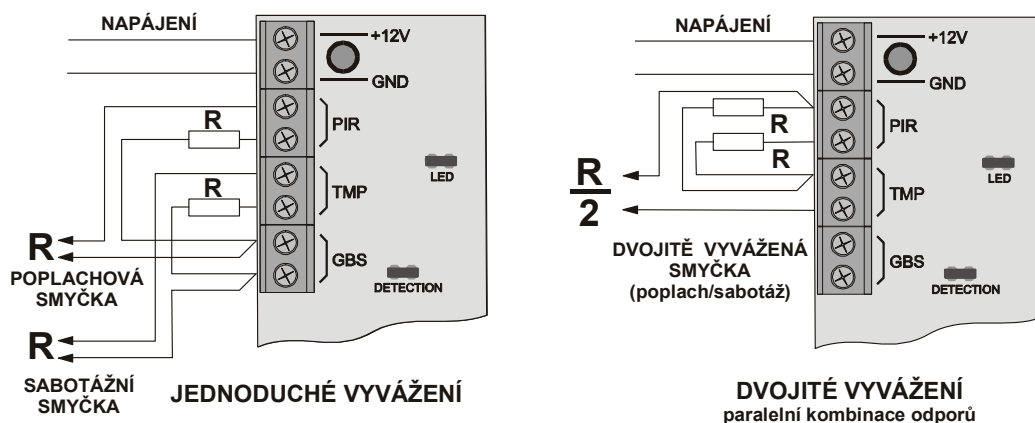 NAPÁJENÍ
+12V
GND
PIR
R
TMP
R
LED
GBS
DETECTION
R
POPLACHOVÁ
SMYČKA
R
SABOTÁŽNÍ
SMYČKA
JEDNODUCHÉ VYVÁŽENÍ
NAPÁJENÍ
+12V
GND
PIR
R
R
TMP
LED
R
2
DVOJITĚ VYVÁŽENÁ
SMYČKA
(poplach/sabotáž)
GBS
DETECTION
DVOJITÉ VYVÁŽENÍ
paralelní kombinace odporů